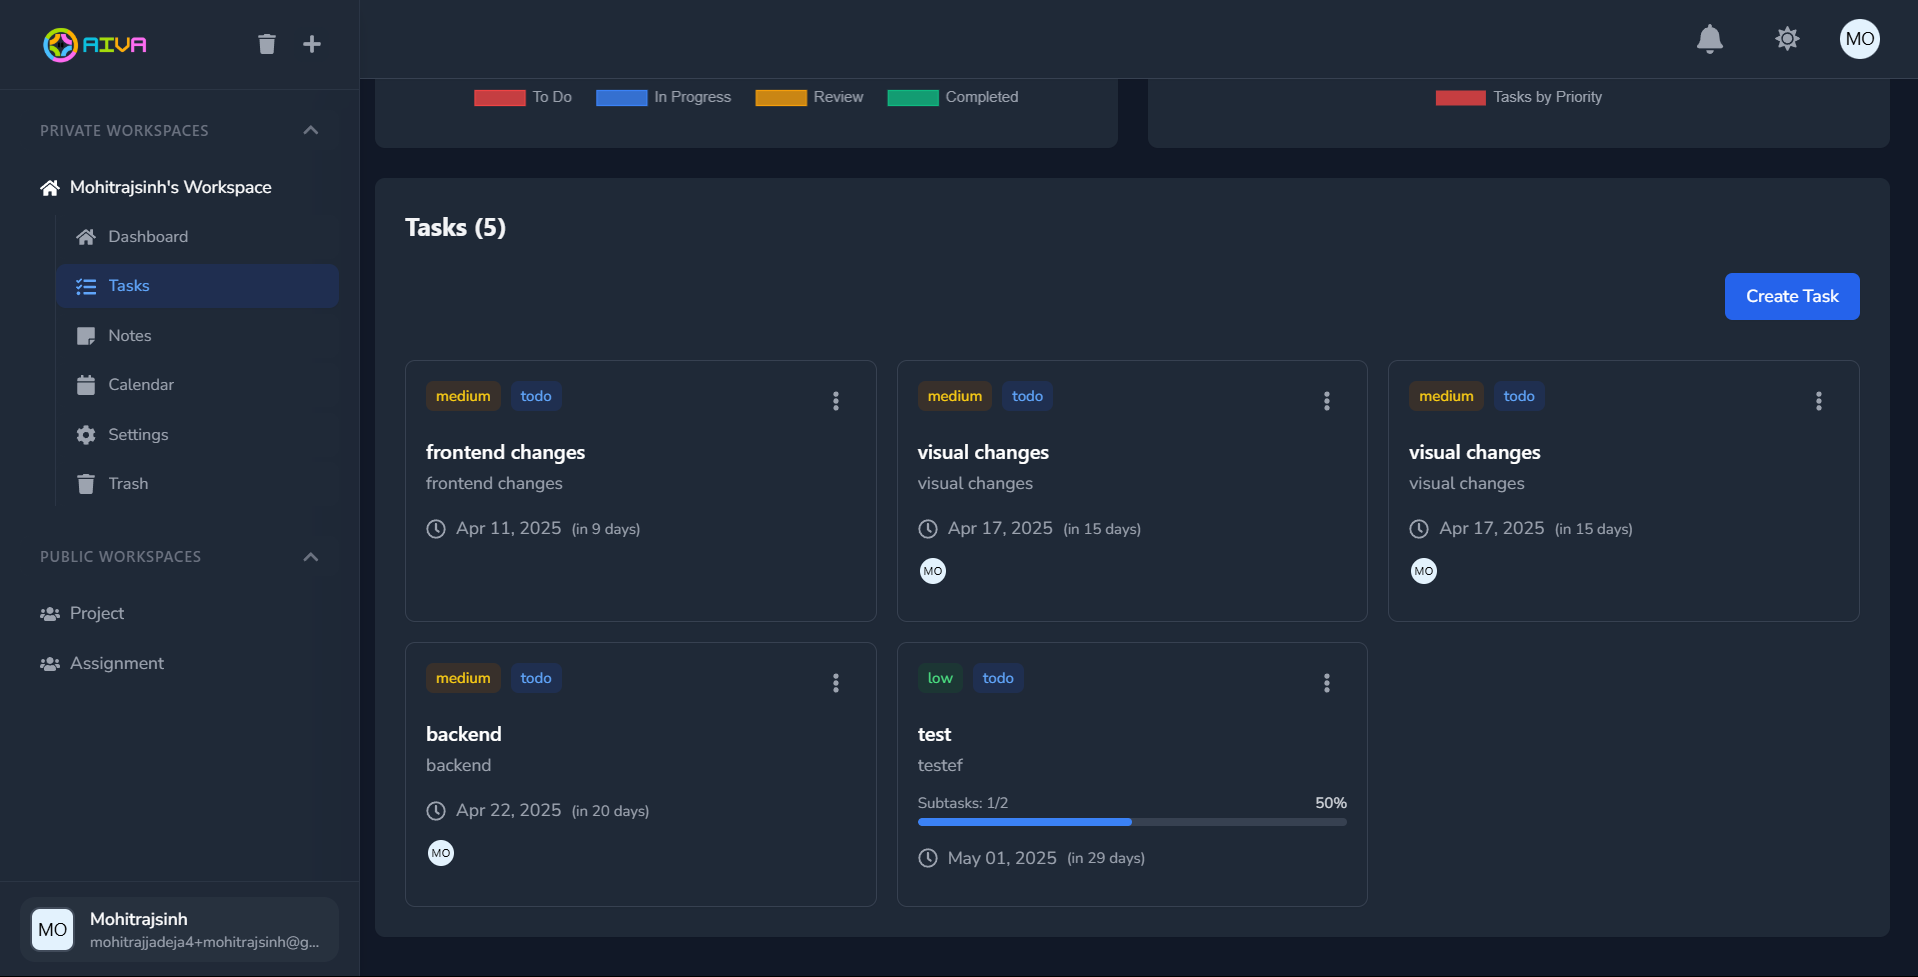 AIVA
MO
To Do
In Progress
Review
Completed
Tasks by Priority
PRIVATE WORKSPACES
Mohitrajsinh's Workspace
Dashboard
Tasks
Notes
Calendar
Settings
Trash
PUBLIC WORKSPACES
Project
Assignment
MO
Mohitrajsinh
mohitrajjadeja4+mohitrajsinh@g...
Tasks (5)
Create Task
medium todo
frontend changes
frontend changes
Apr 11, 2025 (in 9 days)
medium todo
visual changes
visual changes
Apr 17, 2025 (in 15 days)
MO
medium todo
visual changes
visual changes
Apr 17, 2025 (in 15 days)
MO
medium todo
backend
backend
Apr 22, 2025 (in 20 days)
MO
low todo
test
testef
Subtasks: 1/2 50%
May 01, 2025 (in 29 days)